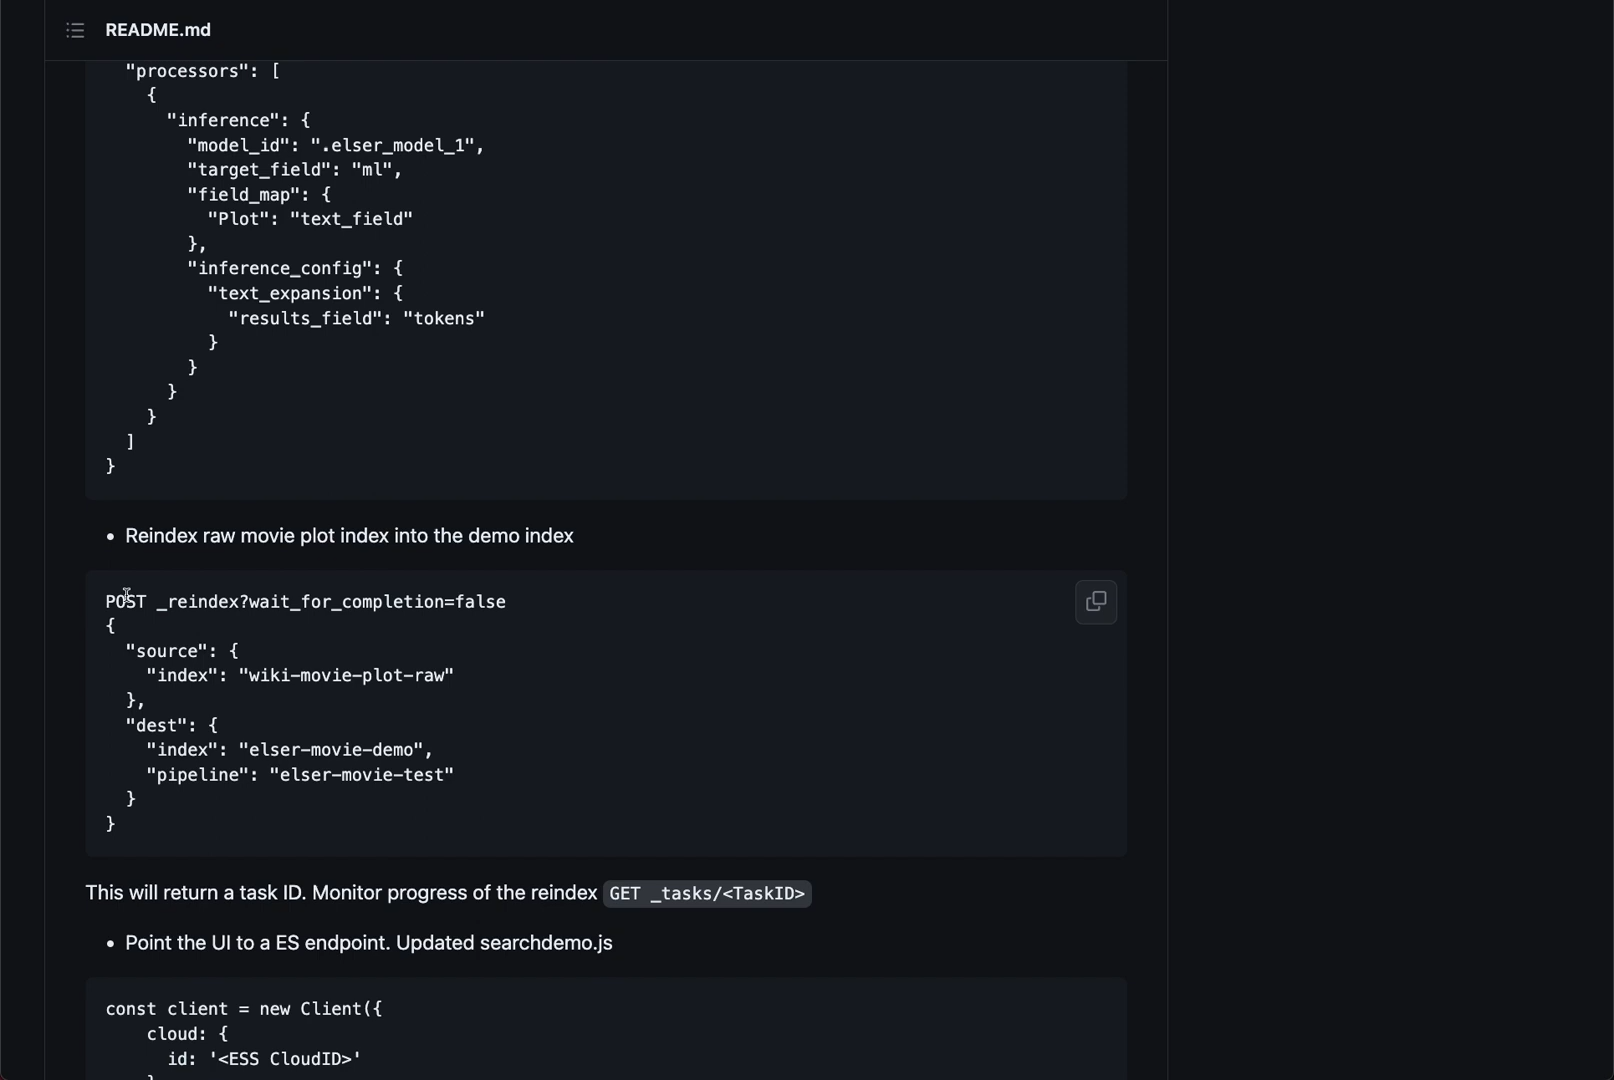 README.md
"processors": [
{
"inference": {
"model_id": ".elser_model_1",
"target_field": "ml",
"field_map": {
"Plot": "text_field"
},
"inference_config": {
"text_expansion": {
"results_field": "tokens"
}
}
}
}
]
}
• Reindex raw movie plot index into the demo index
POST _reindex?wait_for_completion=false
{
"source": {
"index": "wiki-movie-plot-raw"
},
"dest": {
"index": "elser-movie-demo",
"pipeline": "elser-movie-test"
}
}
This will return a task ID. Monitor progress of the reindex GET _tasks/<TaskID>
• Point the UI to a ES endpoint. Updated searchdemo.js
const client = new Client({
cloud: {
id: '<ESS CloudID>'
}